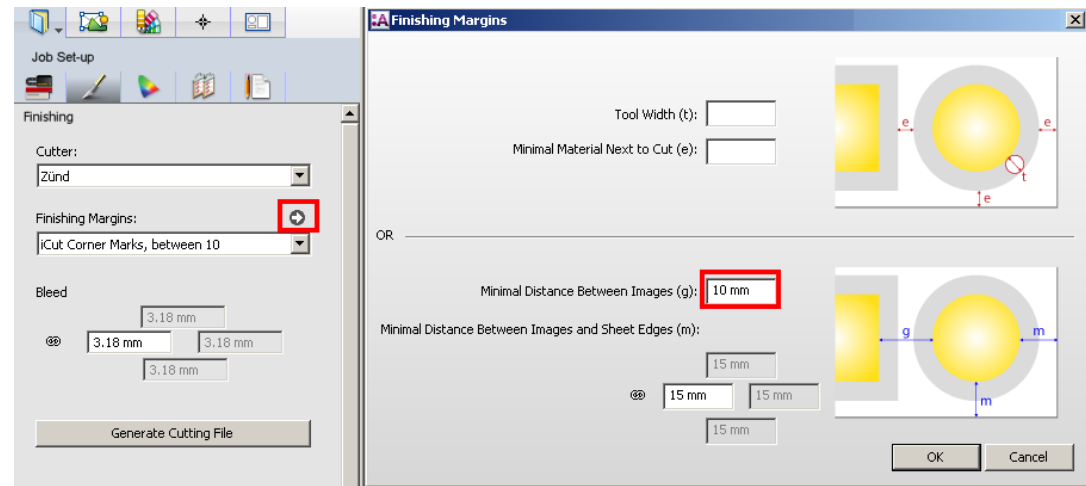 Job Set-up
Finishing
Cutter:
Zünd
Finishing Margins:
iCut Corner Marks, between 10
Bleed
3.18 mm
3.18 mm
3.18 mm
3.18 mm
Generate Cutting File
A Finishing Margins
Tool Width (t):
Minimal Material Next to Cut (e):
e
e
t
e
OR
Minimal Distance Between Images (g):
10 mm
Minimal Distance Between Images and Sheet Edges (m):
15 mm
15 mm
15 mm
15 mm
g
m
m
OK
Cancel